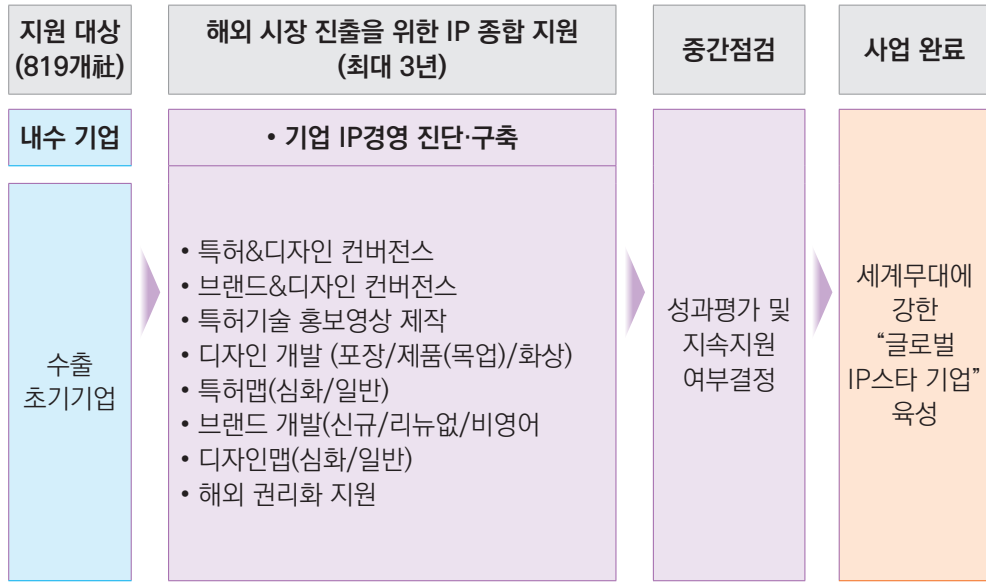 지원 대상
(819개社)
해외 시장 진출을 위한 IP 종합 지원
(최대 3년)
중간점검
사업 완료
내수 기업
• 기업 IP경영 진단·구축
수출
초기기업
• 특허&디자인 컨버전스
• 브랜드&디자인 컨버전스
• 특허기술 홍보영상 제작
• 디자인 개발 (포장/제품(목업)/화상)
• 특허맵(심화/일반)
• 브랜드 개발(신규/리뉴없/비영어
• 디자인맵(심화/일반)
• 해외 권리화 지원
성과평가 및
지속지원
여부결정
세계무대에
강한
“글로벌
IP스타 기업”
육성